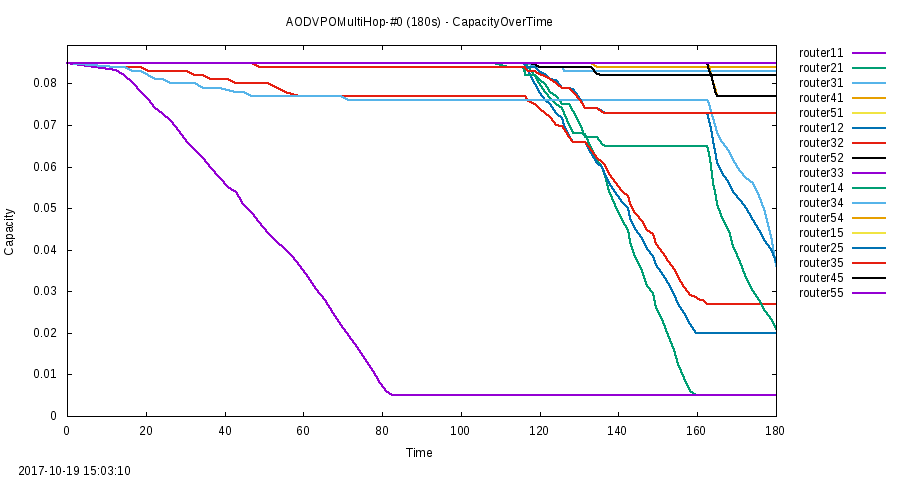 AODVPOMultiHop-#0 (180s) - CapacityOverTime
router11
router21
router31
router41
router51
router12
router32
router52
router33
router14
router34
router54
router15
router25
router35
router45
router55
0.08
0.07
0.06
0.05
0.04
0.03
0.02
0.01
0
Capacity
0 20 40 60 80 100 120 140 160 180
Time
2017-10-19 15:03:10